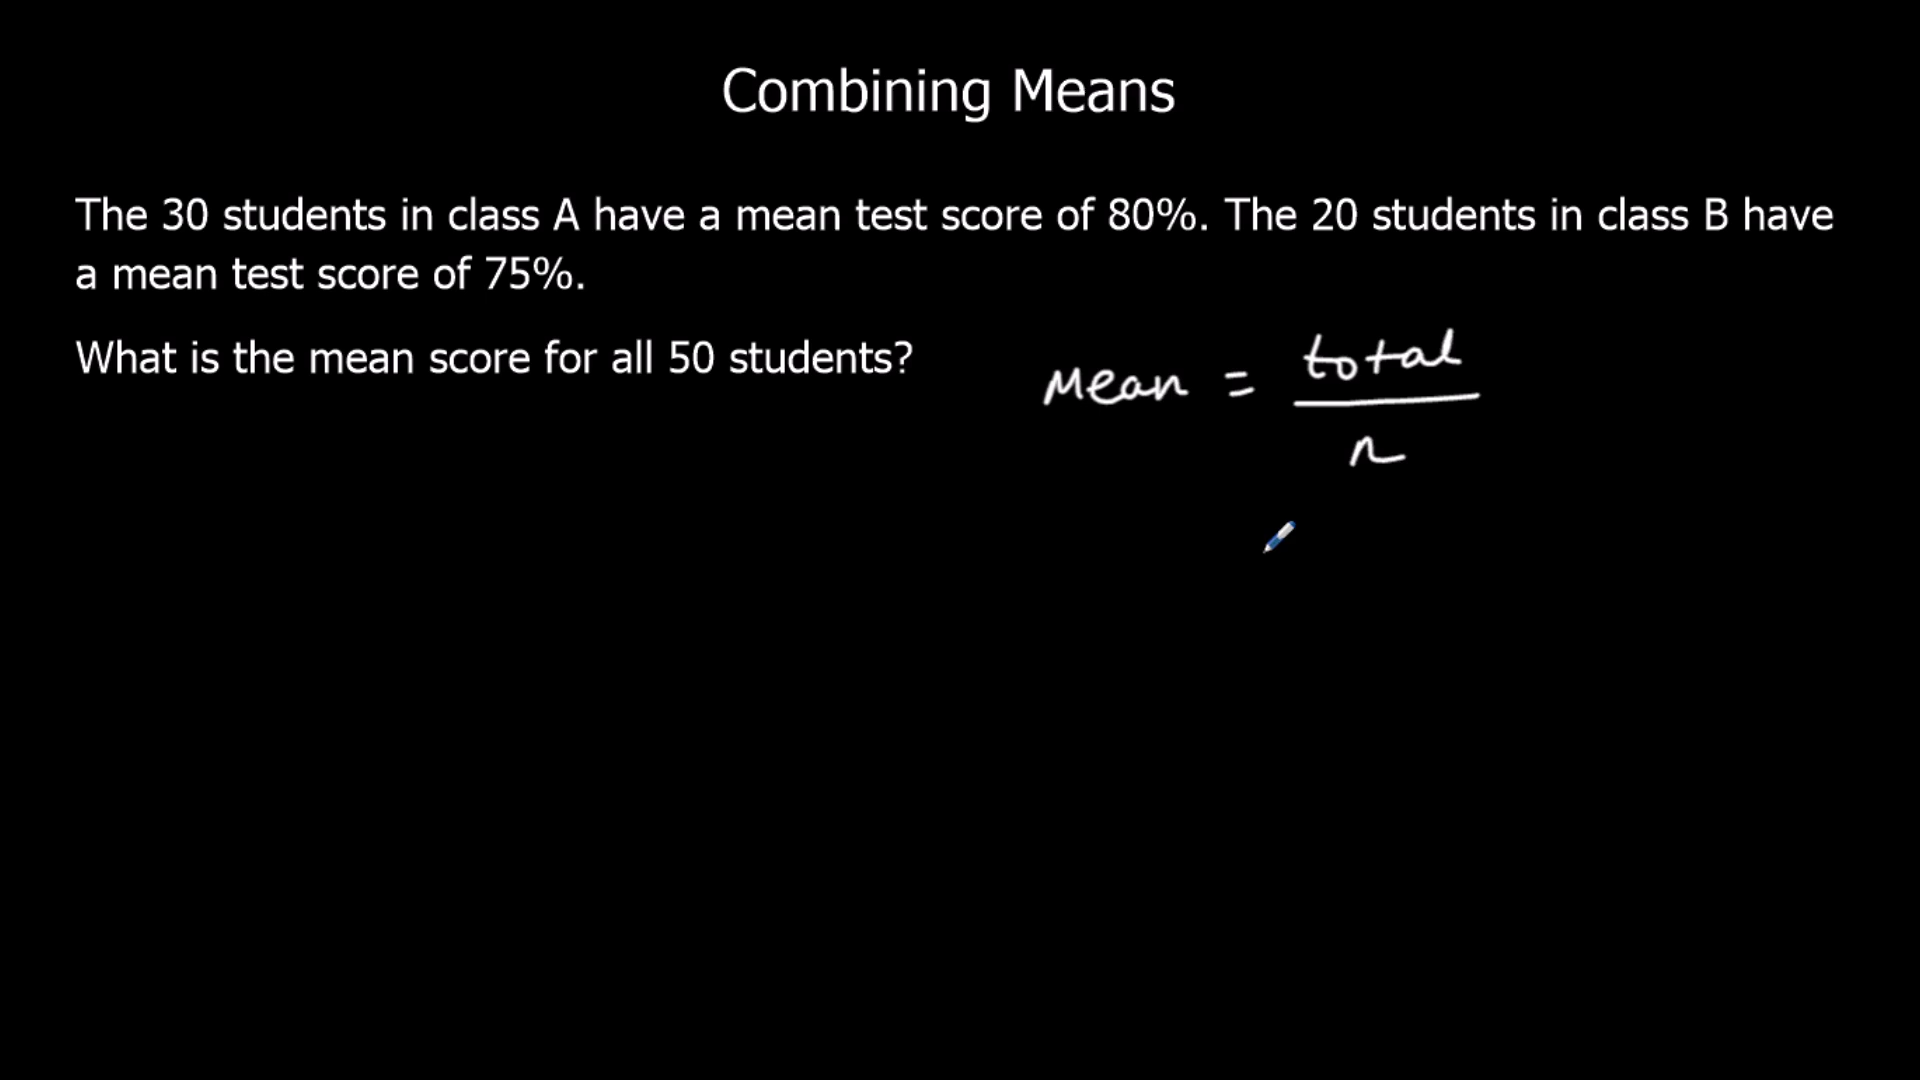 Combining Means
The 30 students in class A have a mean test score of 80%. The 20 students in class B have
a mean test score of 75%.
What is the mean score for all 50 students?
Mean = total
n